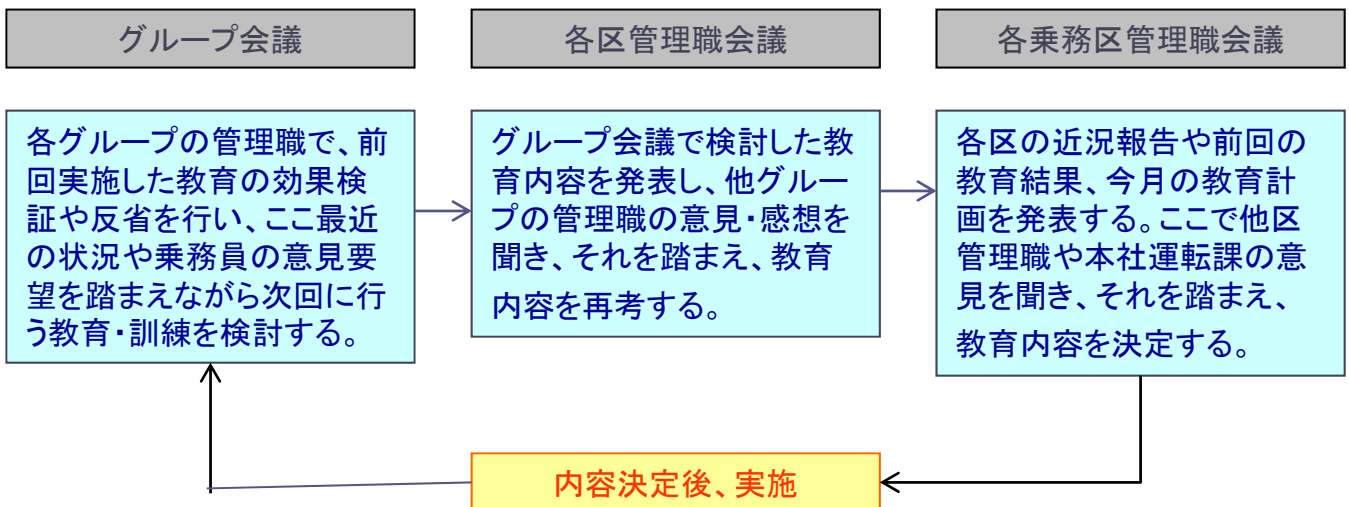 グループ会議
各区管理職会議
各乗務区管理職会議
各グループの管理職で、前
回実施した教育の効果検
証や反省を行い、ここ最近
の状況や乗務員の意見要
望を踏まえながら次回に行
う教育・訓練を検討する。
グループ会議で検討した教
育内容を発表し、他グルー
プの管理職の意見・感想を
聞き、それを踏まえ、教育
内容を再考する。
各区の近況報告や前回の
教育結果、今月の教育計
画を発表する。ここで他区
管理職や本社運転課の意
見を聞き、それを踏まえ、
教育内容を決定する。
内容決定後、実施